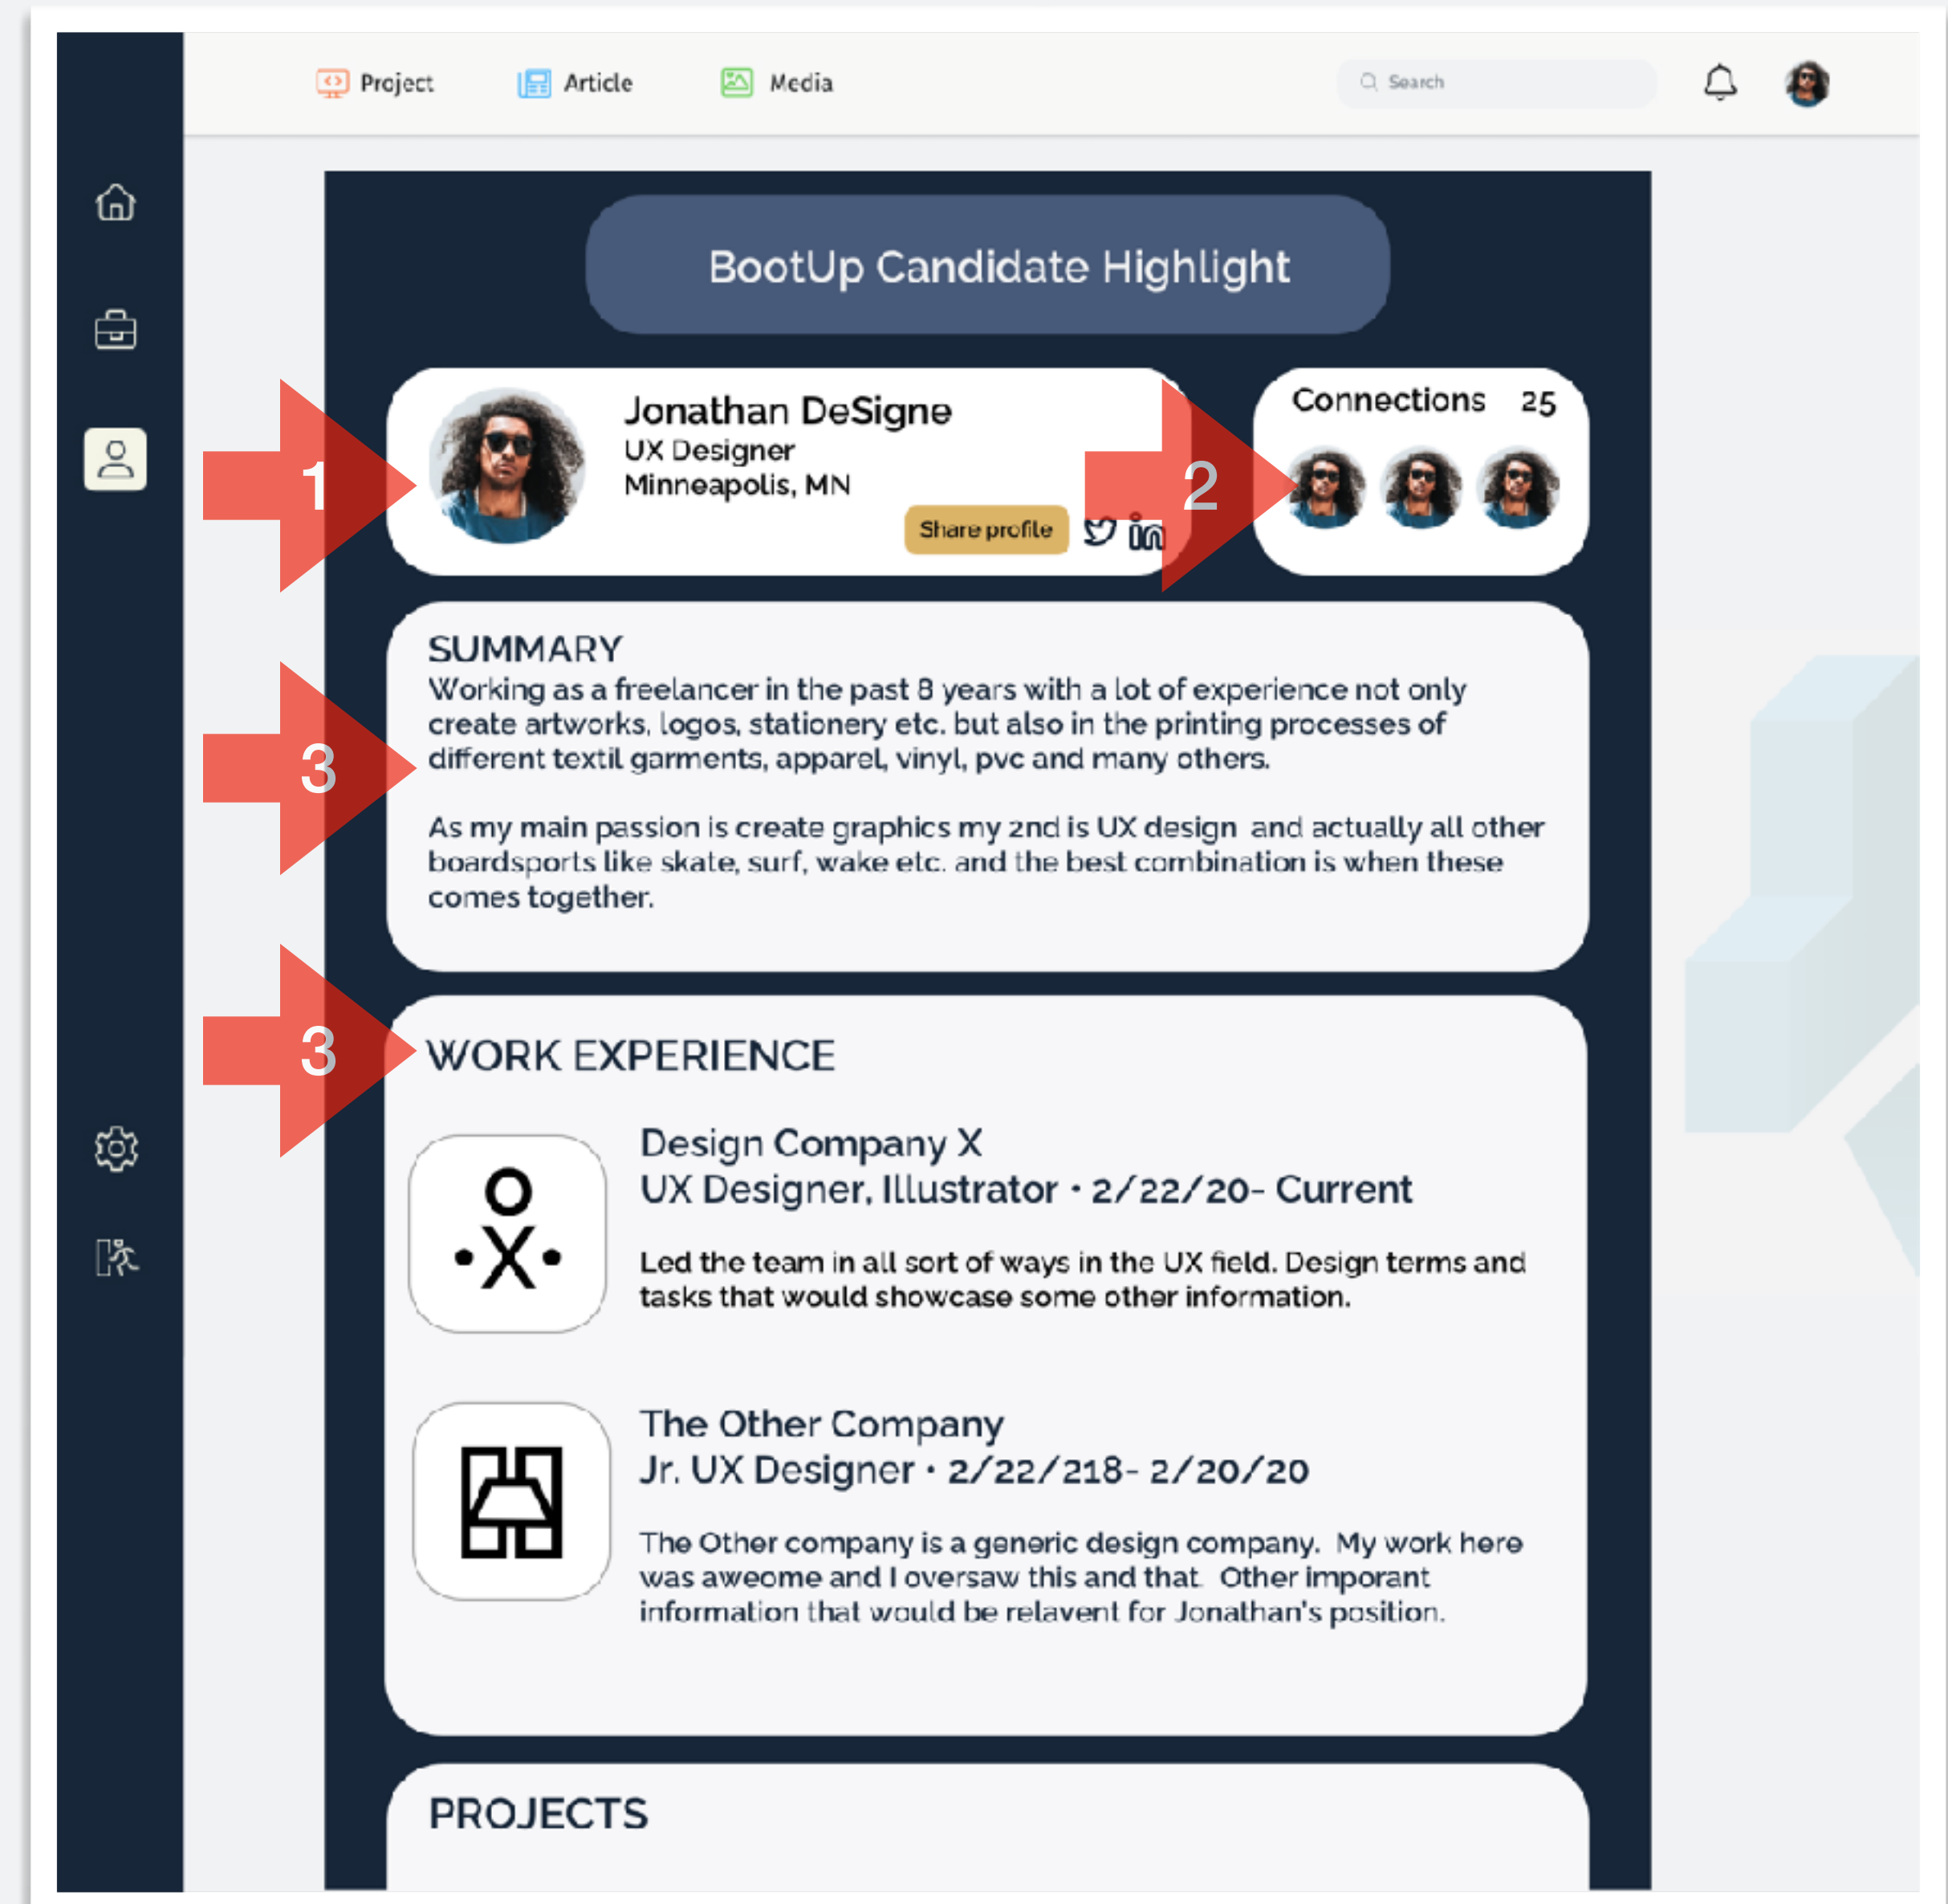 Project
Article
Media
Search
BootUp Candidate Highlight
1
Jonathan DeSigne
UX Designer
Minneapolis, MN
Share profile
in
2
Connections 25
SUMMARY
Working as a freelancer in the past 8 years with a lot of experience not only
create artworks, logos, stationery etc. but also in the printing processes of
different textil garments, apparel, vinyl, pvc and many others.
3
As my main passion is create graphics my 2nd is UX design and actually all other
boardsports like skate, surf, wake etc. and the best combination is when these
comes together.
3
WORK EXPERIENCE
Design Company X
UX Designer, Illustrator • 2/22/20- Current
Led the team in all sort of ways in the UX field. Design terms and
tasks that would showcase some other information.
The Other Company
Jr. UX Designer • 2/22/218- 2/20/20
The Other company is a generic design company. My work here
was aweome and I oversaw this and that. Other imporant
information that would be relavent for Jonathan's position.
PROJECTS